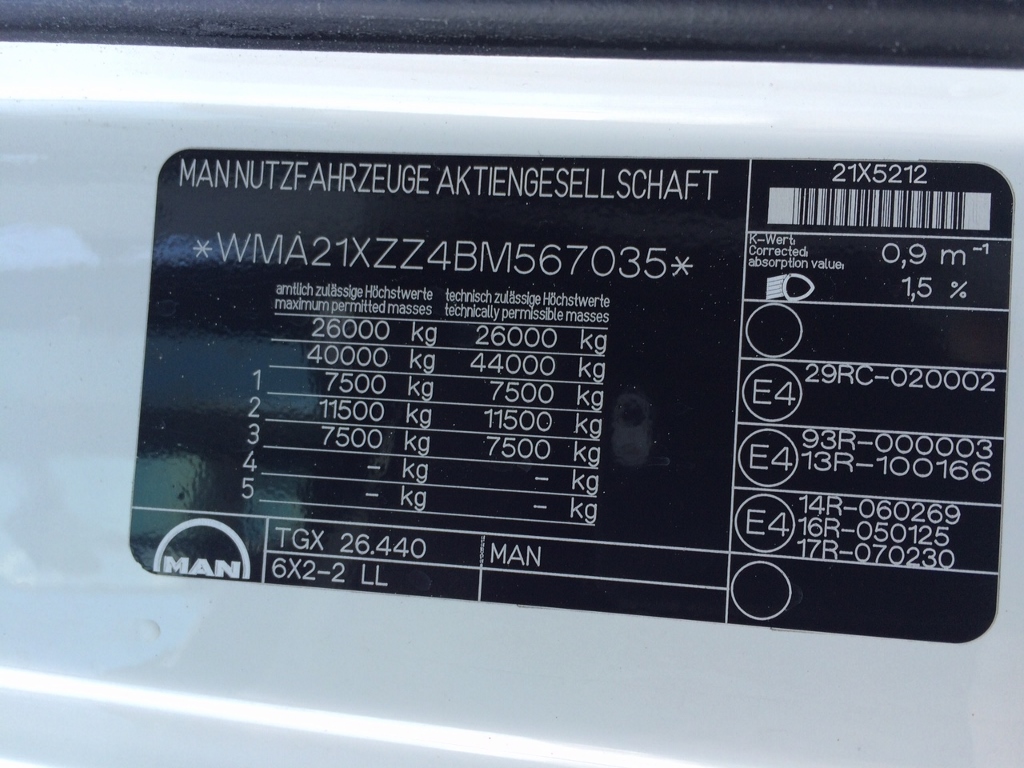 MAN NUTZFAHRZEUGE AKTIENGESELLSCHAFT
*WMA21XZZ4BM567035*
amtlich zulässige Höchstwerte technisch zulässige Höchstwerte
maximum permitted masses technically permissible masses
26000 kg 26000 kg
40000 kg 44000 kg
1 7500 kg 7500 kg
2 11500 kg 11500 kg
3 7500 kg 7500 kg
4 – kg – kg
5 – kg – kg
MAN
TGX 26.440
6X2-2 LL
MAN
21X5212
K-Wert:
Corrected:
absorption value:
0,9 m⁻¹
1,5 %
E4 29RC-020002
E4 93R-000003
13R-100166
E4 14R-060269
16R-050125
17R-070230